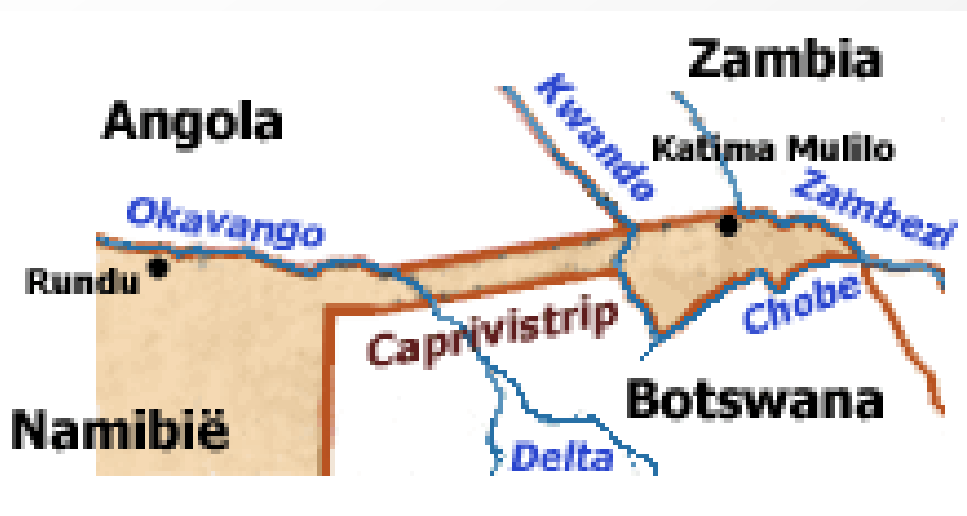 Zambia
Angola
Kwando
Katima Mulilo
Zambezi
Okavango
Rundu
Chobe
Caprivistrip
Botswana
Namibië
Delta